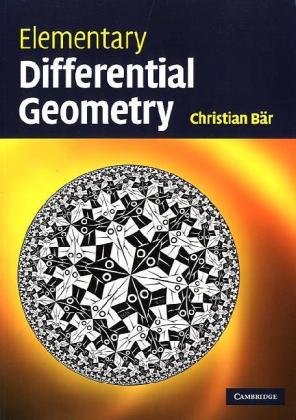 Elementary
Differential
Geometry
Christian Bär
CAMBRIDGE